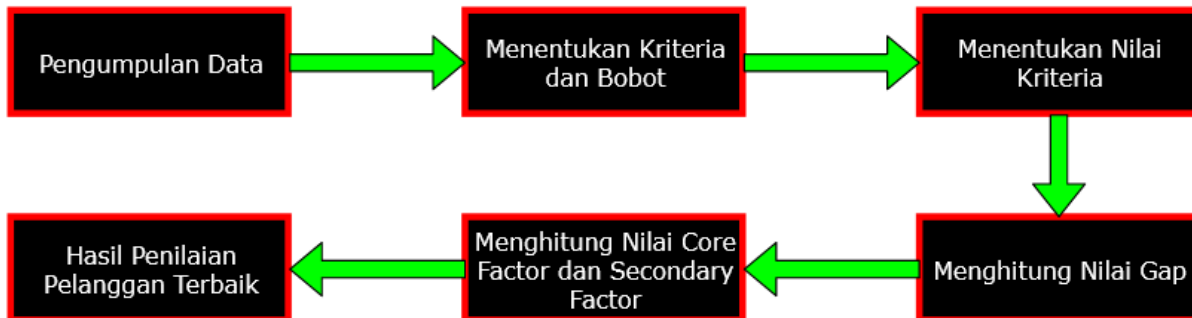 Pengumpulan Data
Menentukan Kriteria
dan Bobot
Menentukan Nilai
Kriteria
Menghitung Nilai Gap
Menghitung Nilai Core
Factor dan Secondary
Factor
Hasil Penilaian
Pelanggan Terbaik